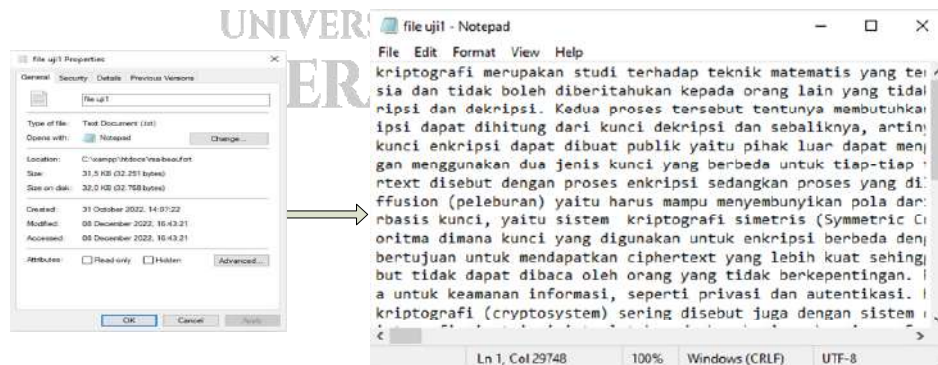 UNIVER
ER
file uji1 Properties
General Security Details Previous Versions
file uji1
Type of file: Text Document (.txt)
Opens with: Notepad Change...
Location: C:\xampp\htdocs\rsa-beaufort
Size: 31,5 KB (32.251 bytes)
Size on disk: 32,0 KB (32.768 bytes)
Created: 31 October 2022, 14:07:22
Modified: 08 December 2022, 16:43:21
Accessed: 08 December 2022, 16:43:21
Attributes: Read-only Hidden Advanced...
OK Cancel Apply
file uji1 - Notepad
File Edit Format View Help
kriptografi merupakan studi terhadap teknik matematis yang ter
sia dan tidak boleh diberitahukan kepada orang lain yang tidak
ripsi dan dekripsi. Kedua proses tersebut tentunya membutuhkan
ipsi dapat dihitung dari kunci dekripsi dan sebaliknya, artiny
kunci enkripsi dapat dibuat publik yaitu pihak luar dapat meng
gan menggunakan dua jenis kunci yang berbeda untuk tiap-tiap
rtext disebut dengan proses enkripsi sedangkan proses yang di
ffusion (peleburan) yaitu harus mampu menyembunyikan pola dar
rbasis kunci, yaitu sistem kriptografi simetris (Symmetric Cr
oritma dimana kunci yang digunakan untuk enkripsi berbeda deng
bertujuan untuk mendapatkan ciphertext yang lebih kuat sehingg
but tidak dapat dibaca oleh orang yang tidak berkepentingan.
a untuk keamanan informasi, seperti privasi dan autentikasi.
kriptografi (cryptosystem) sering disebut juga dengan sistem
Ln 1, Col 29748 100% Windows (CRLF) UTF-8